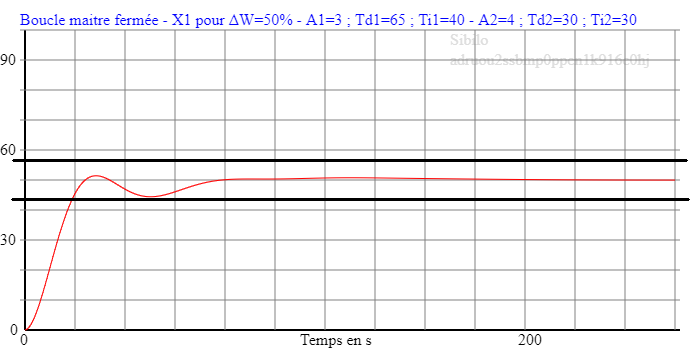 Boucle maitre fermée - X1 pour ΔW=50% - A1=3 ; Td1=65 ; Ti1=40 - A2=4 ; Td2=30 ; Ti2=30
Sibilo
90
60
30
0
0
Temps en s
200